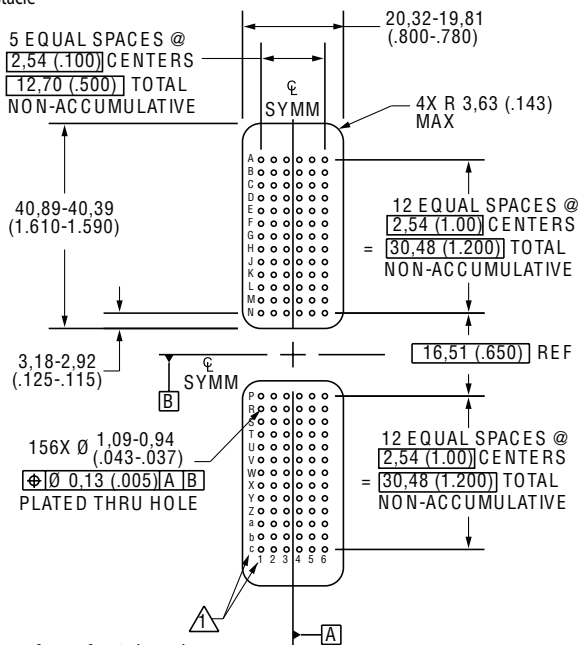 20,32-19,81
(.800-.780)
5 EQUAL SPACES @
2,54 (.100) CENTERS
12,70 (.500) TOTAL
NON-ACCUMULATIVE
℄
SYMM
4X R 3,63 (.143)
MAX
40,89-40,39
(1.610-1.590)
A
B
C
D
E
F
G
H
J
K
L
M
N
12 EQUAL SPACES @
2,54 (1.00) CENTERS
= 30,48 (1.200) TOTAL
NON-ACCUMULATIVE
3,18-2,92
(.125-.115)
℄
SYMM
B
16,51 (.650) REF
P
R
S
T
U
V
W
X
Y
Z
a
b
c
1 2 3 4 5 6
156X Ø 1,09-0,94
(.043-.037)
⌖ Ø 0,13 (.005) A B
PLATED THRU HOLE
12 EQUAL SPACES @
2,54 (1.00) CENTERS
= 30,48 (1.200) TOTAL
NON-ACCUMULATIVE
1
A